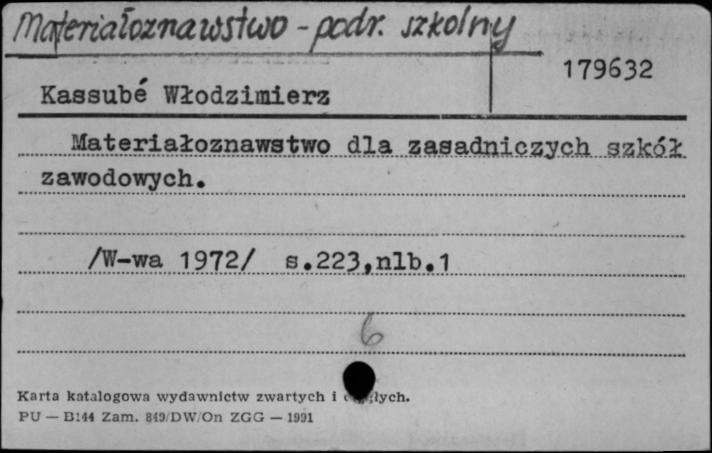 Materiałoznawstwo - podr. szkolny
179632
Kassubé Włodzimierz
Materiałoznawstwo dla zasadniczych szkół
zawodowych.
/W-wa 1972/ s.223,nlb.1
6
Karta katalogowa wydawnictw zwartych i
PU — B144 Zam. 849/DW/On ZGG — 1991